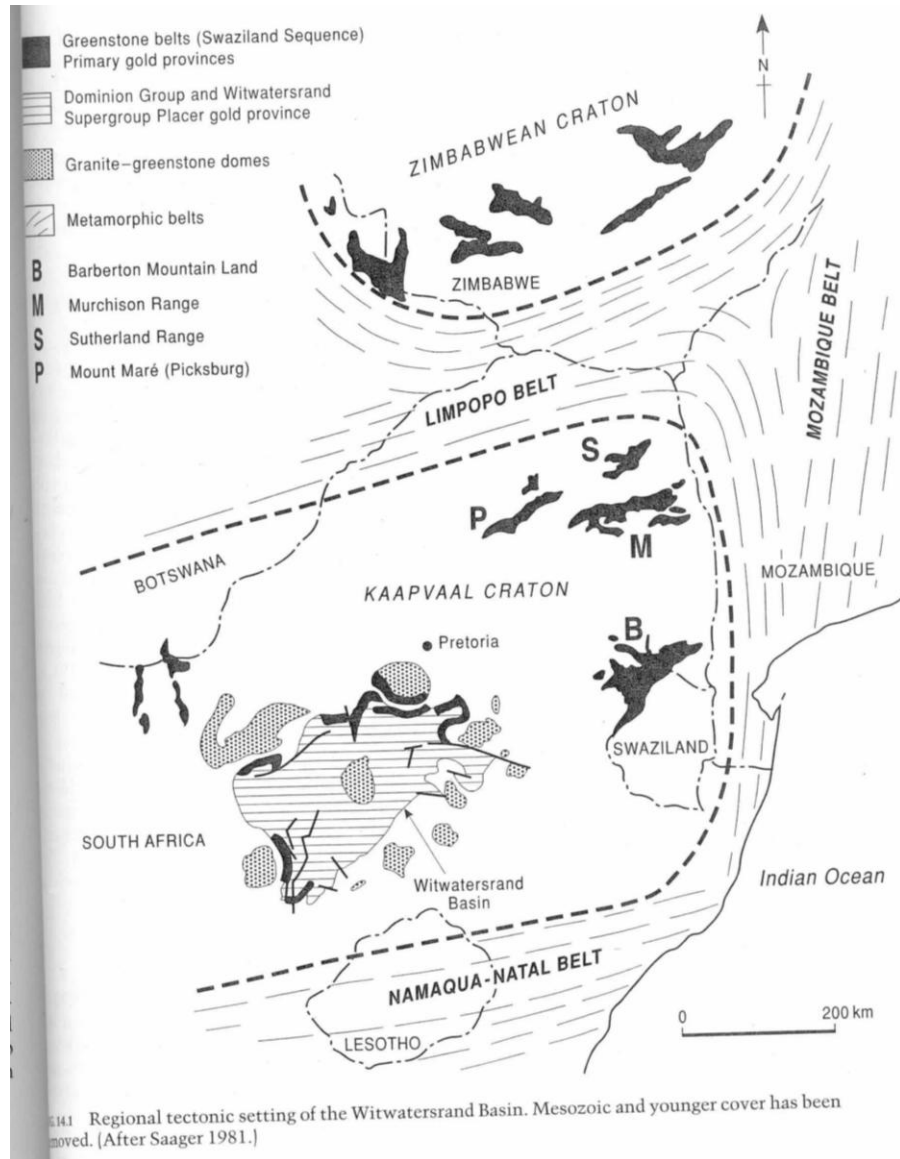 Greenstone belts (Swaziland Sequence)
Primary gold provinces
Dominion Group and Witwatersrand
Supergroup Placer gold province
Granite–greenstone domes
Metamorphic belts
B Barberton Mountain Land
M Murchison Range
S Sutherland Range
P Mount Maré (Picksburg)
N
ZIMBABWEAN CRATON
ZIMBABWE
MOZAMBIQUE BELT
LIMPOPO BELT
S
P
M
BOTSWANA
MOZAMBIQUE
KAAPVAAL CRATON
B
Pretoria
SWAZILAND
SOUTH AFRICA
Witwatersrand
Basin
Indian Ocean
NAMAQUA-NATAL BELT
LESOTHO
0 200 km
14.1 Regional tectonic setting of the Witwatersrand Basin. Mesozoic and younger cover has been
moved. (After Saager 1981.)